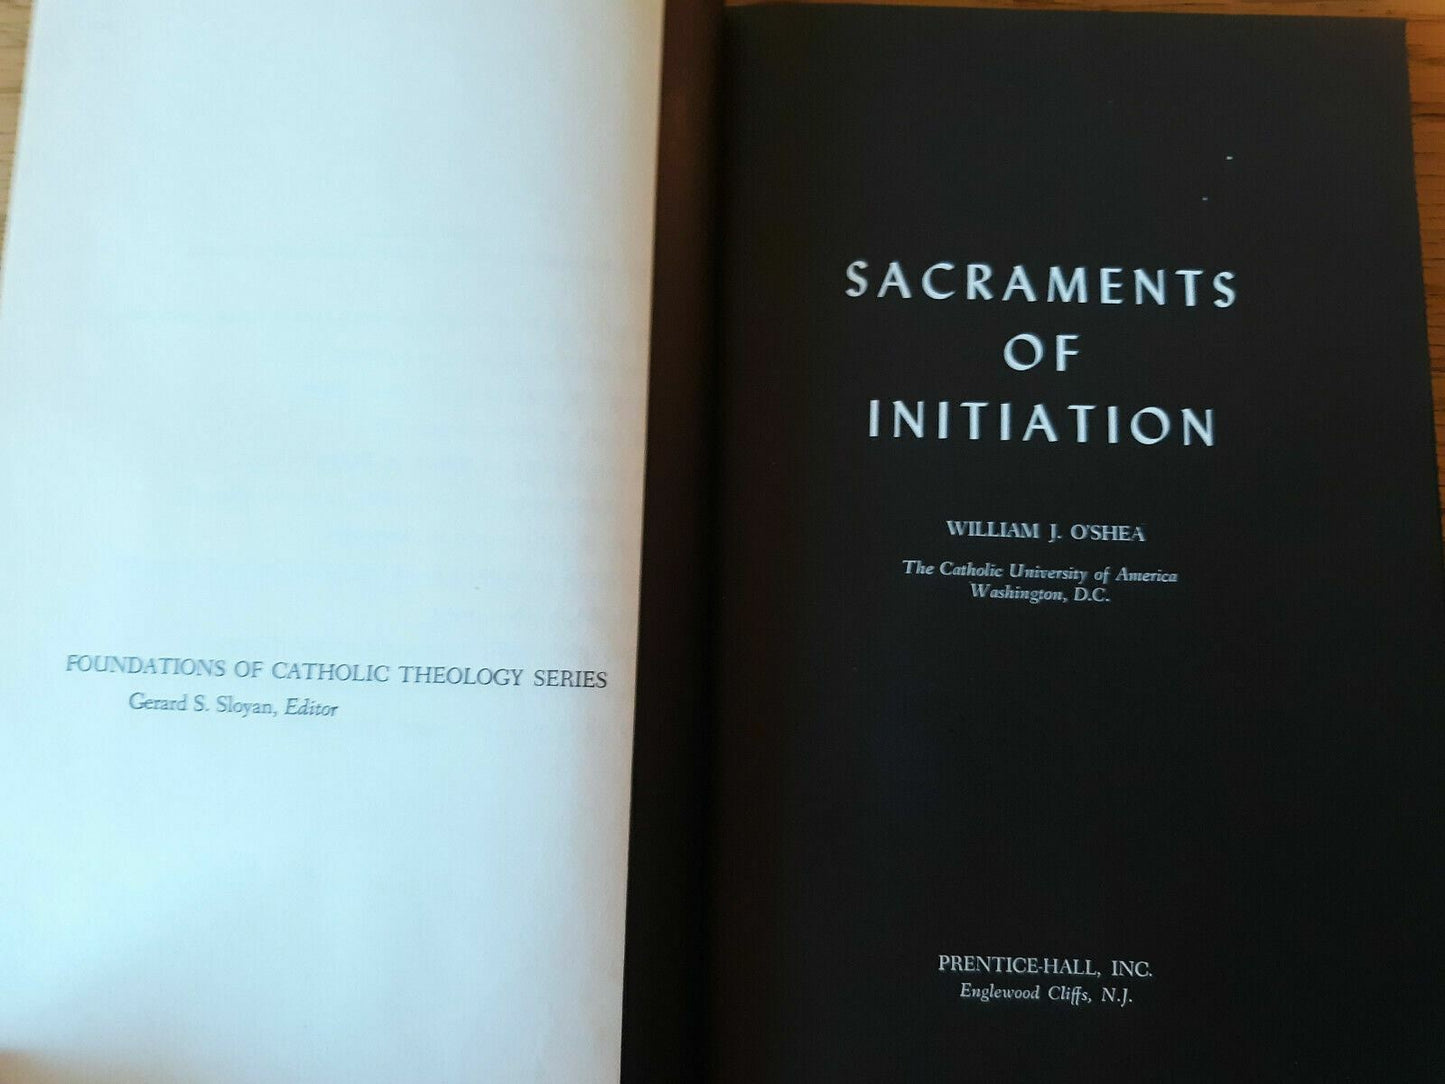 FOUNDATIONS OF CATHOLIC THEOLOGY SERIES
Gerard S. Sloyan, Editor
SACRAMENTS
OF
INITIATION
WILLIAM J. O'SHEA
The Catholic University of America
Washington, D.C.
PRENTICE-HALL, INC.
Englewood Cliffs, N.J.